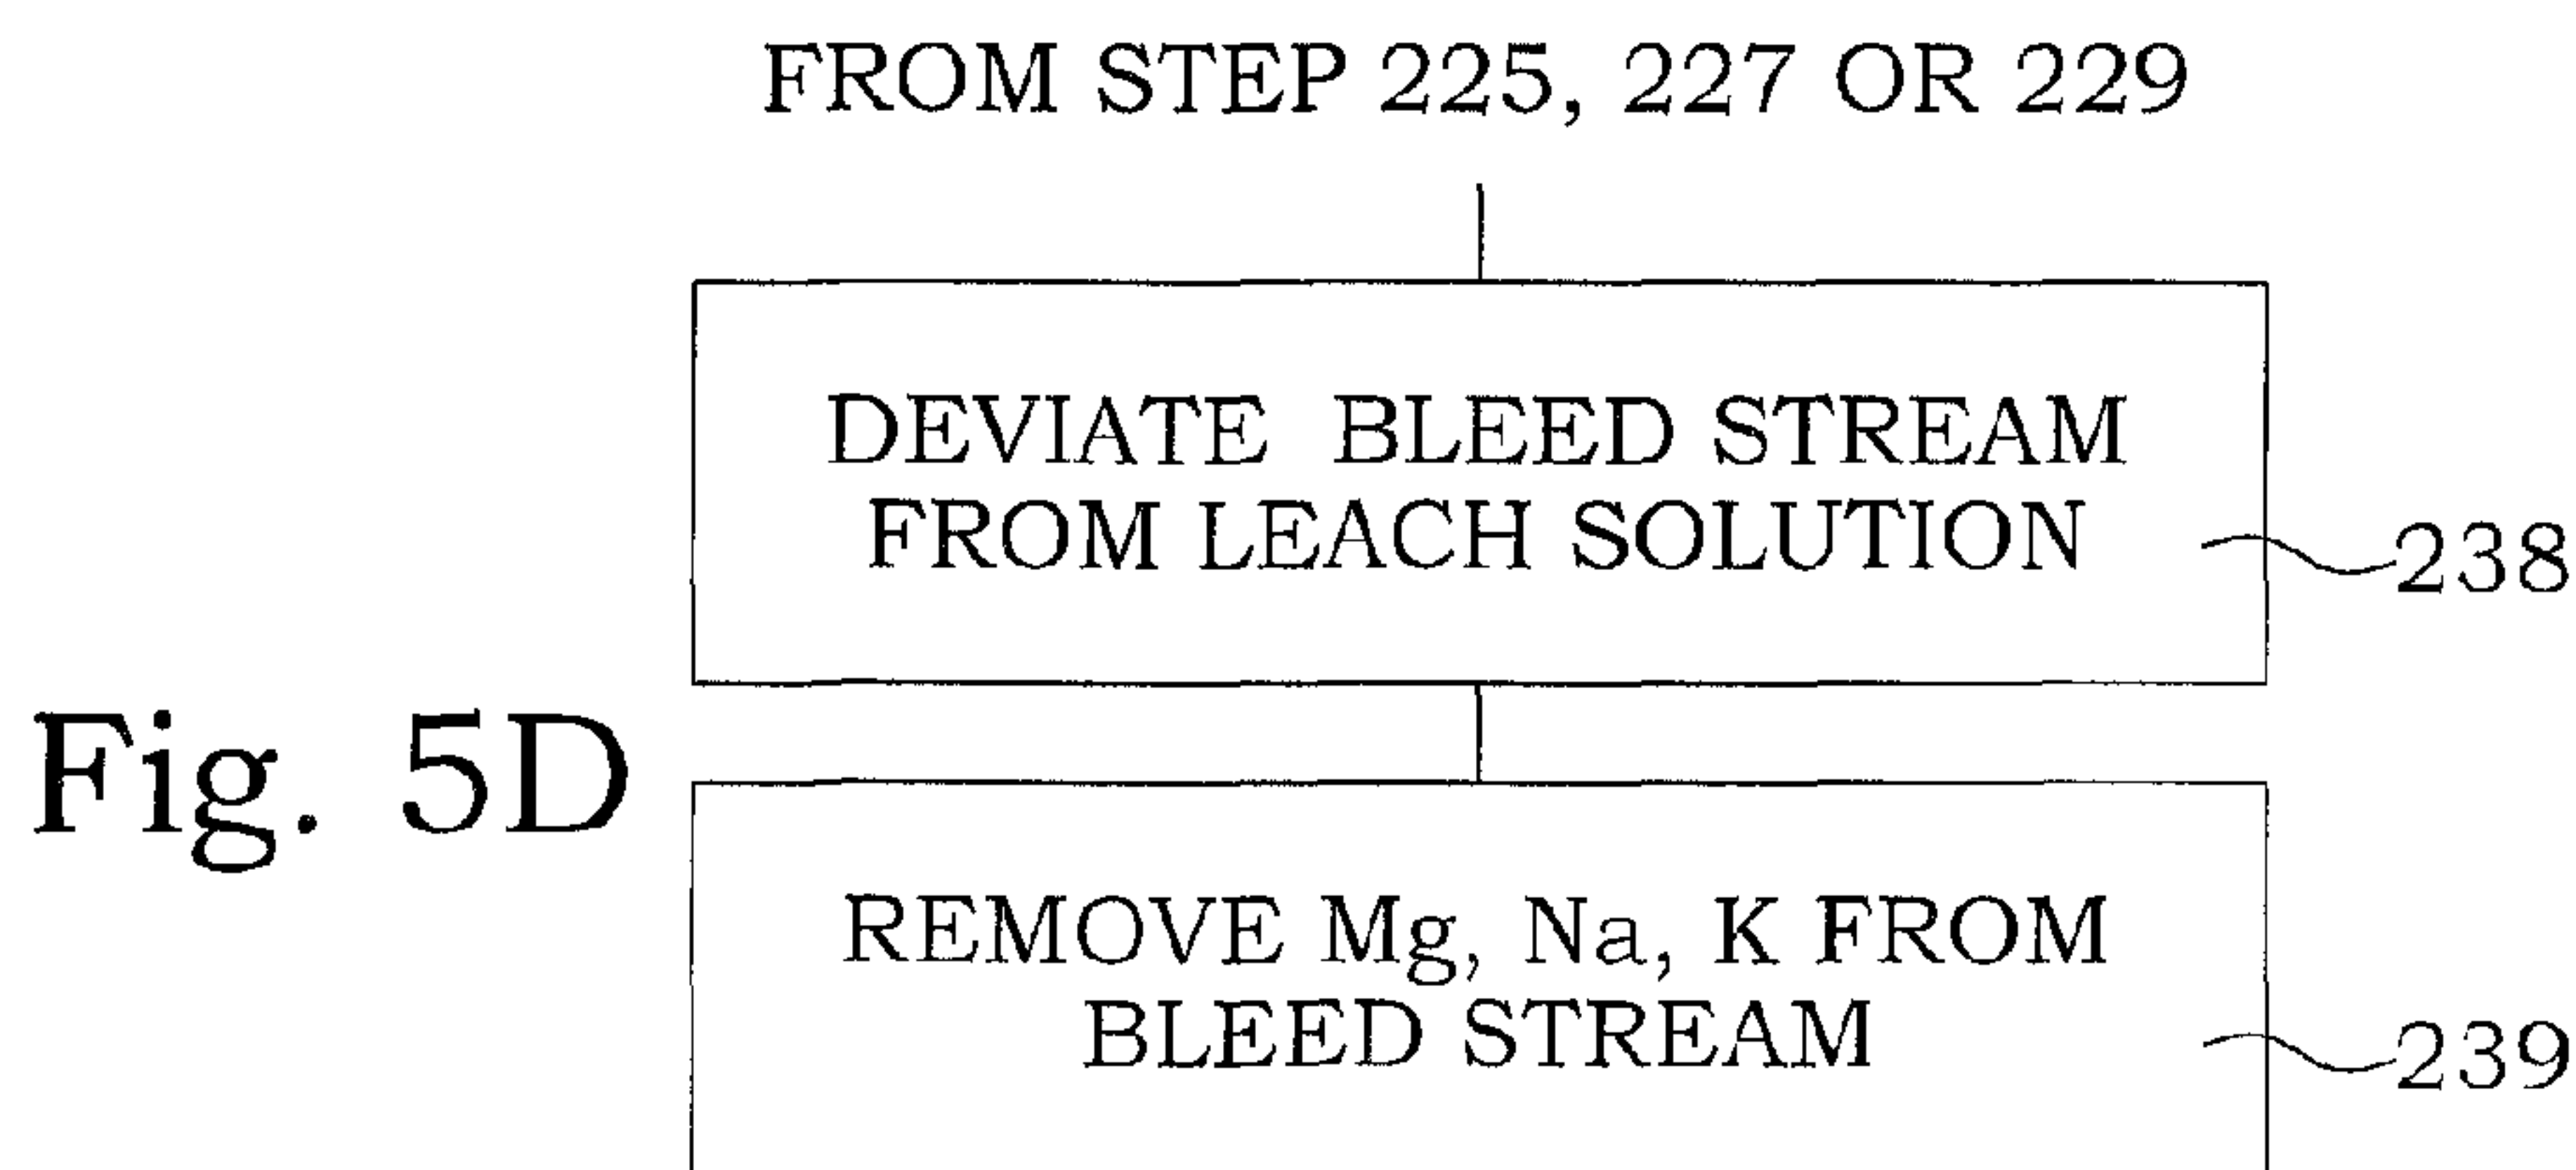 FROM STEP 225, 227 OR 229
DEVIATE BLEED STREAM
FROM LEACH SOLUTION
238
Fig. 5D
REMOVE Mg, Na, K FROM
BLEED STREAM
239